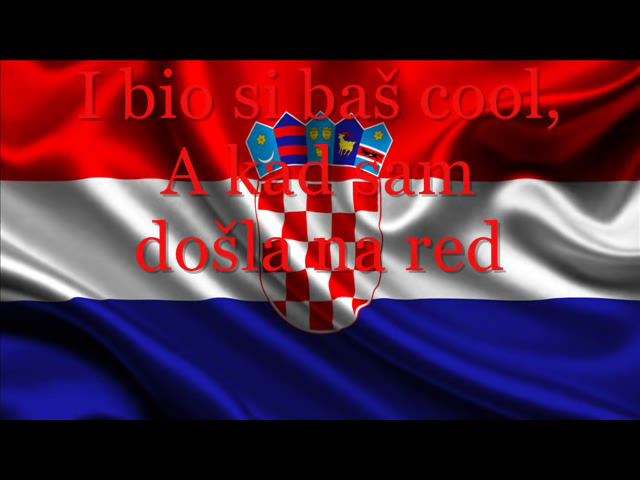 I bio si baš cool,
A kad sam
došla na red